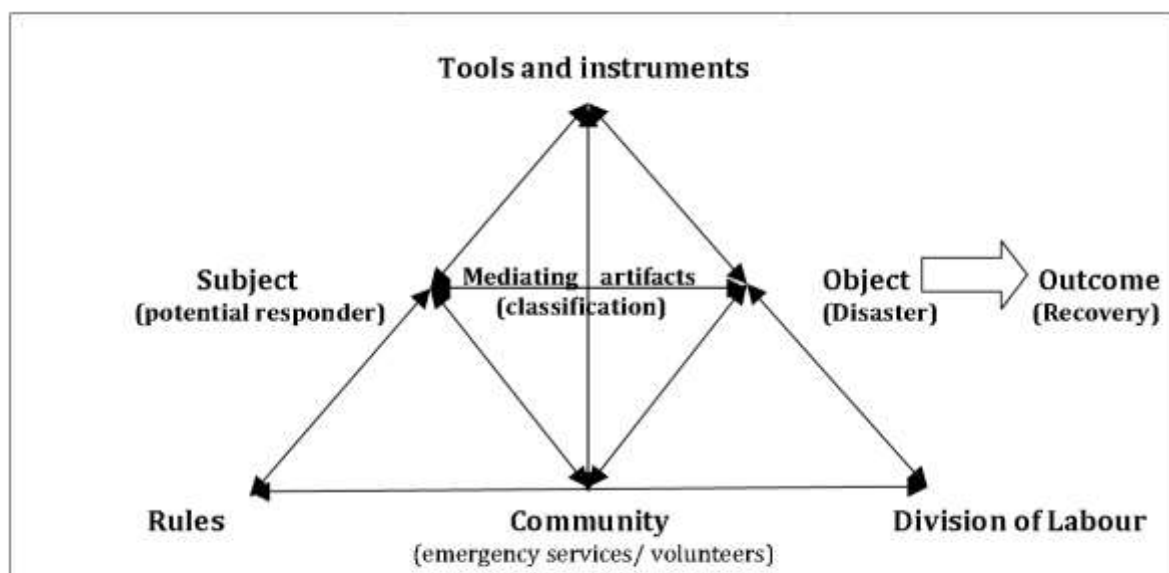 Tools and instruments
Subject
(potential responder)
Mediating artifacts
(classification)
Object
(Disaster)
Outcome
(Recovery)
Rules
Community
(emergency services/ volunteers)
Division of Labour